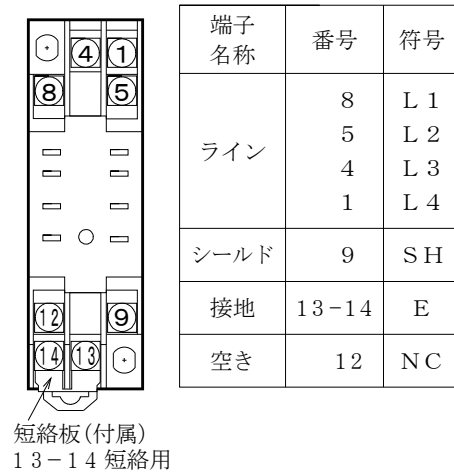 ④ ①
⑧ ⑤
⑫ ⑨
⑭ ⑬
短絡板(付属)
13-14短絡用
端子名称 番号 符号
ライン
8 L1
5 L2
4 L3
1 L4
シールド 9 SH
接地 13-14 E
空き 12 NC